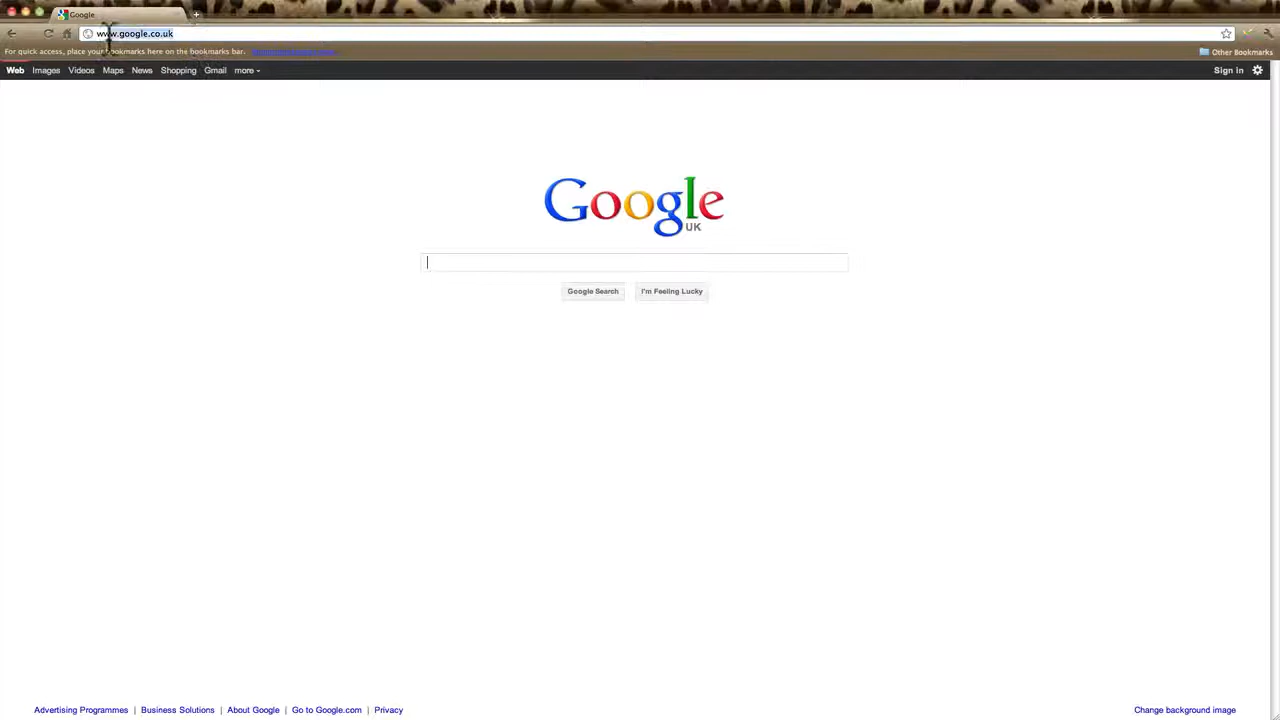 Google
www.google.co.uk
For quick access, place your bookmarks here on the bookmarks bar.
Other Bookmarks
Web Images Videos Maps News Shopping Gmail more
Sign in
Google
UK
Google Search I'm Feeling Lucky
Advertising Programmes | Business Solutions | About Google | Go to Google.com | Privacy
Change background image